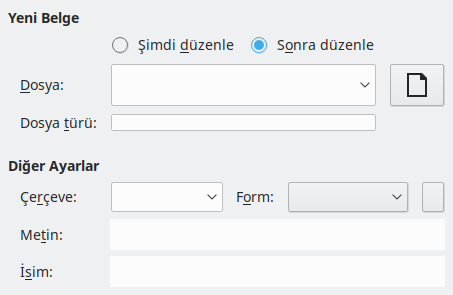 Yeni Belge
Şimdi düzenle Sonra düzenle
Dosya:
Dosya türü:
Diğer Ayarlar
Çerçeve: Form:
Metin:
İsim: